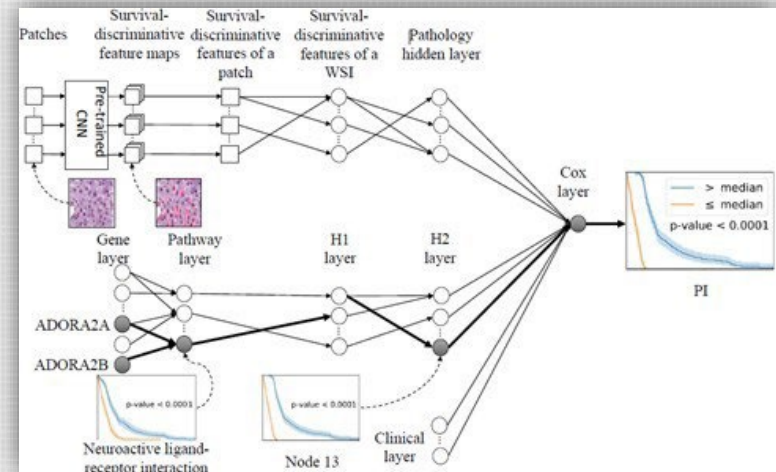 Patches
Survival-
discriminative
feature maps
Survival-
discriminative
features of a
patch
Survival-
discriminative
features of a
WSI
Pathology
hidden layer
Pre-trained
CNN
Cox
layer
> median
≤ median
p-value < 0.0001
PI
Gene
layer
Pathway
layer
H1
layer
H2
layer
ADORA2A
ADORA2B
p-value < 0.0001
p-value < 0.0001
Neuroactive ligand-
receptor interaction
Node 13
Clinical
layer